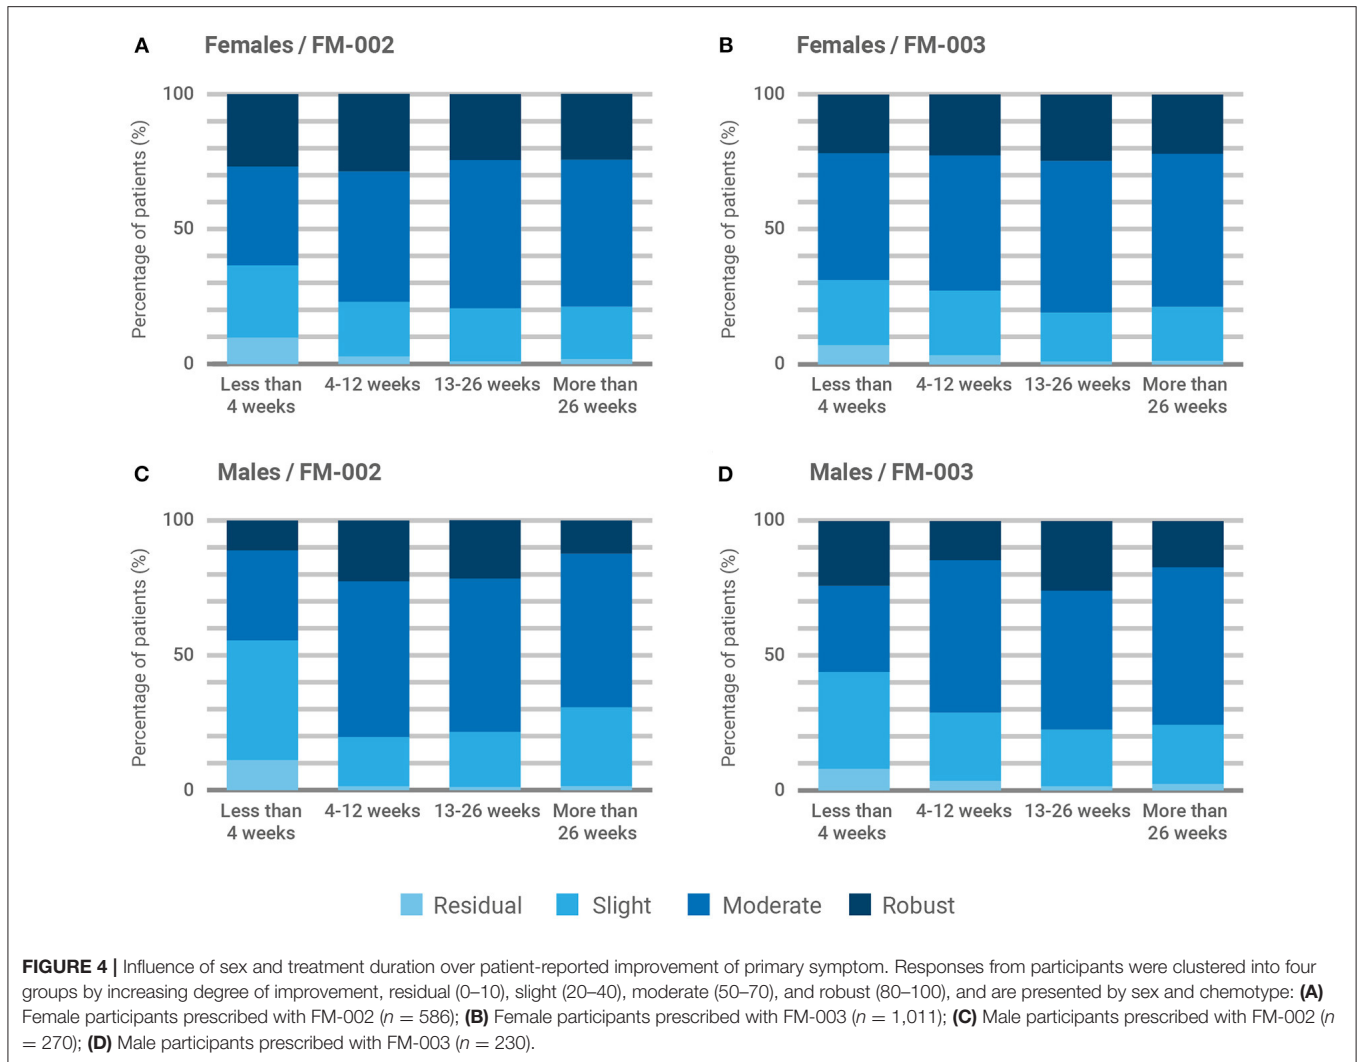 A Females / FM-002
Percentage of patients (%)
100
50
0
Less than 4-12 weeks 13-26 weeks More than
4 weeks 26 weeks
B Females / FM-003
Percentage of patients (%)
100
50
0
Less than 4-12 weeks 13-26 weeks More than
4 weeks 26 weeks
C Males / FM-002
Percentage of patients (%)
100
50
0
Less than 4-12 weeks 13-26 weeks More than
4 weeks 26 weeks
D Males / FM-003
Percentage of patients (%)
100
50
0
Less than 4-12 weeks 13-26 weeks More than
4 weeks 26 weeks
Residual Slight Moderate Robust
FIGURE 4 | Influence of sex and treatment duration over patient-reported improvement of primary symptom. Responses from participants were clustered into four
groups by increasing degree of improvement, residual (0–10), slight (20–40), moderate (50–70), and robust (80–100), and are presented by sex and chemotype: (A)
Female participants prescribed with FM-002 (n = 586); (B) Female participants prescribed with FM-003 (n = 1,011); (C) Male participants prescribed with FM-002 (n
= 270); (D) Male participants prescribed with FM-003 (n = 230).